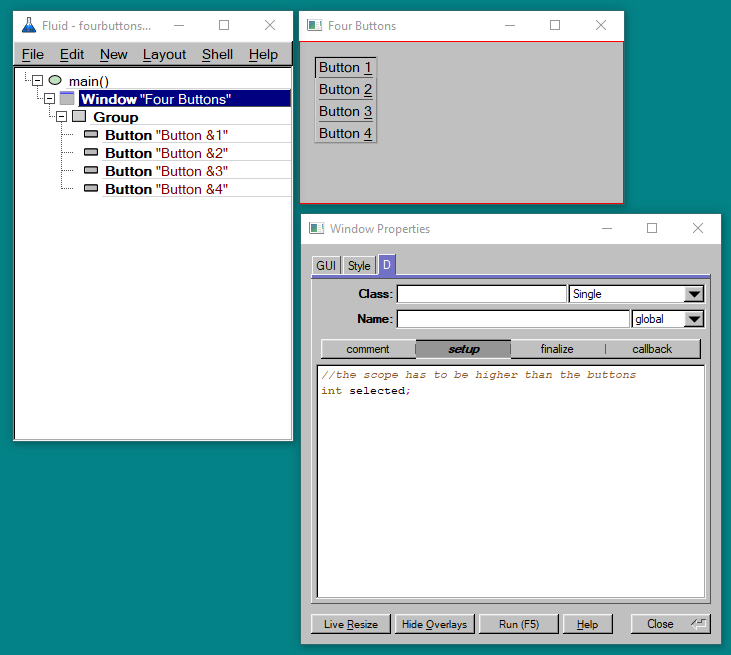 Fluid - fourbuttons...
File Edit New Layout Shell Help
main()
Window "Four Buttons"
Group
Button "Button &1"
Button "Button &2"
Button "Button &3"
Button "Button &4"
Four Buttons
Button 1
Button 2
Button 3
Button 4
Window Properties
GUI Style D
Class: Single
Name: global
comment setup finalize callback
//the scope has to be higher than the buttons
int selected;
Live Resize Hide Overlays Run (F5) Help Close